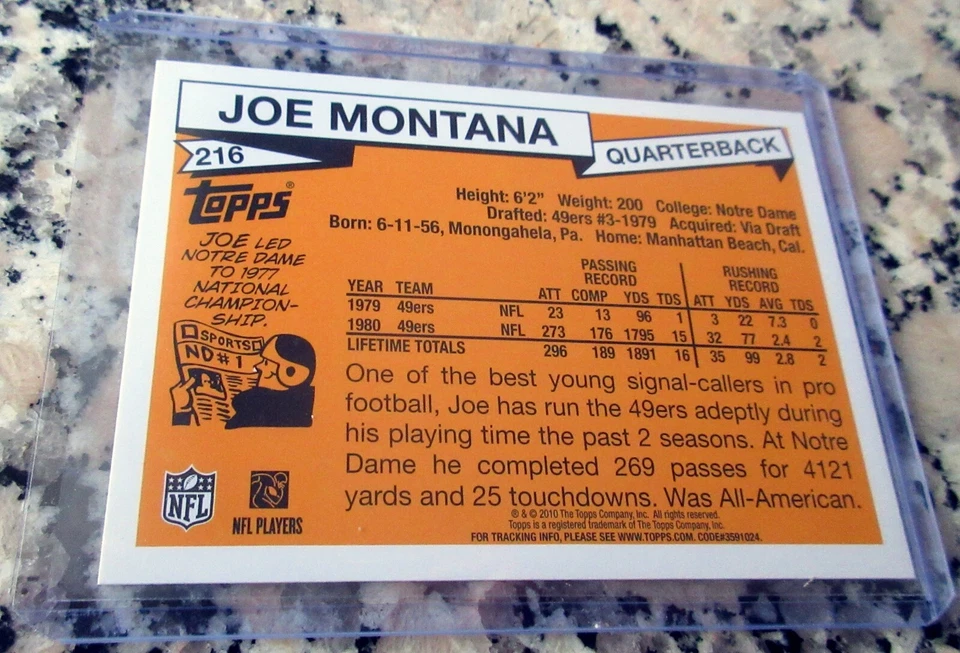 JOE MONTANA
QUARTERBACK
216
Topps®
JOE LED
NOTRE DAME
TO 1977
NATIONAL
CHAMPION-
SHIP.
SPORTS
ND #1
Height: 6'2" Weight: 200 College: Notre Dame
Drafted: 49ers #3-1979 Acquired: Via Draft
Born: 6-11-56, Monongahela, Pa. Home: Manhattan Beach, Cal.
PASSING RECORD RUSHING RECORD
YEAR TEAM ATT COMP YDS TDS ATT YDS AVG TDS
1979 49ers NFL 23 13 96 1 3 22 7.3 0
1980 49ers NFL 273 176 1795 15 32 77 2.4 2
LIFETIME TOTALS 296 189 1891 16 35 99 2.8 2
One of the best young signal-callers in pro
football, Joe has run the 49ers adeptly during
his playing time the past 2 seasons. At Notre
Dame he completed 269 passes for 4121
yards and 25 touchdowns. Was All-American.
® & © 2010 The Topps Company, Inc. All rights reserved.
Topps is a registered trademark of The Topps Company, Inc.
FOR TRACKING INFO, PLEASE SEE WWW.TOPPS.COM. CODE#3591024.
NFL
NFL PLAYERS